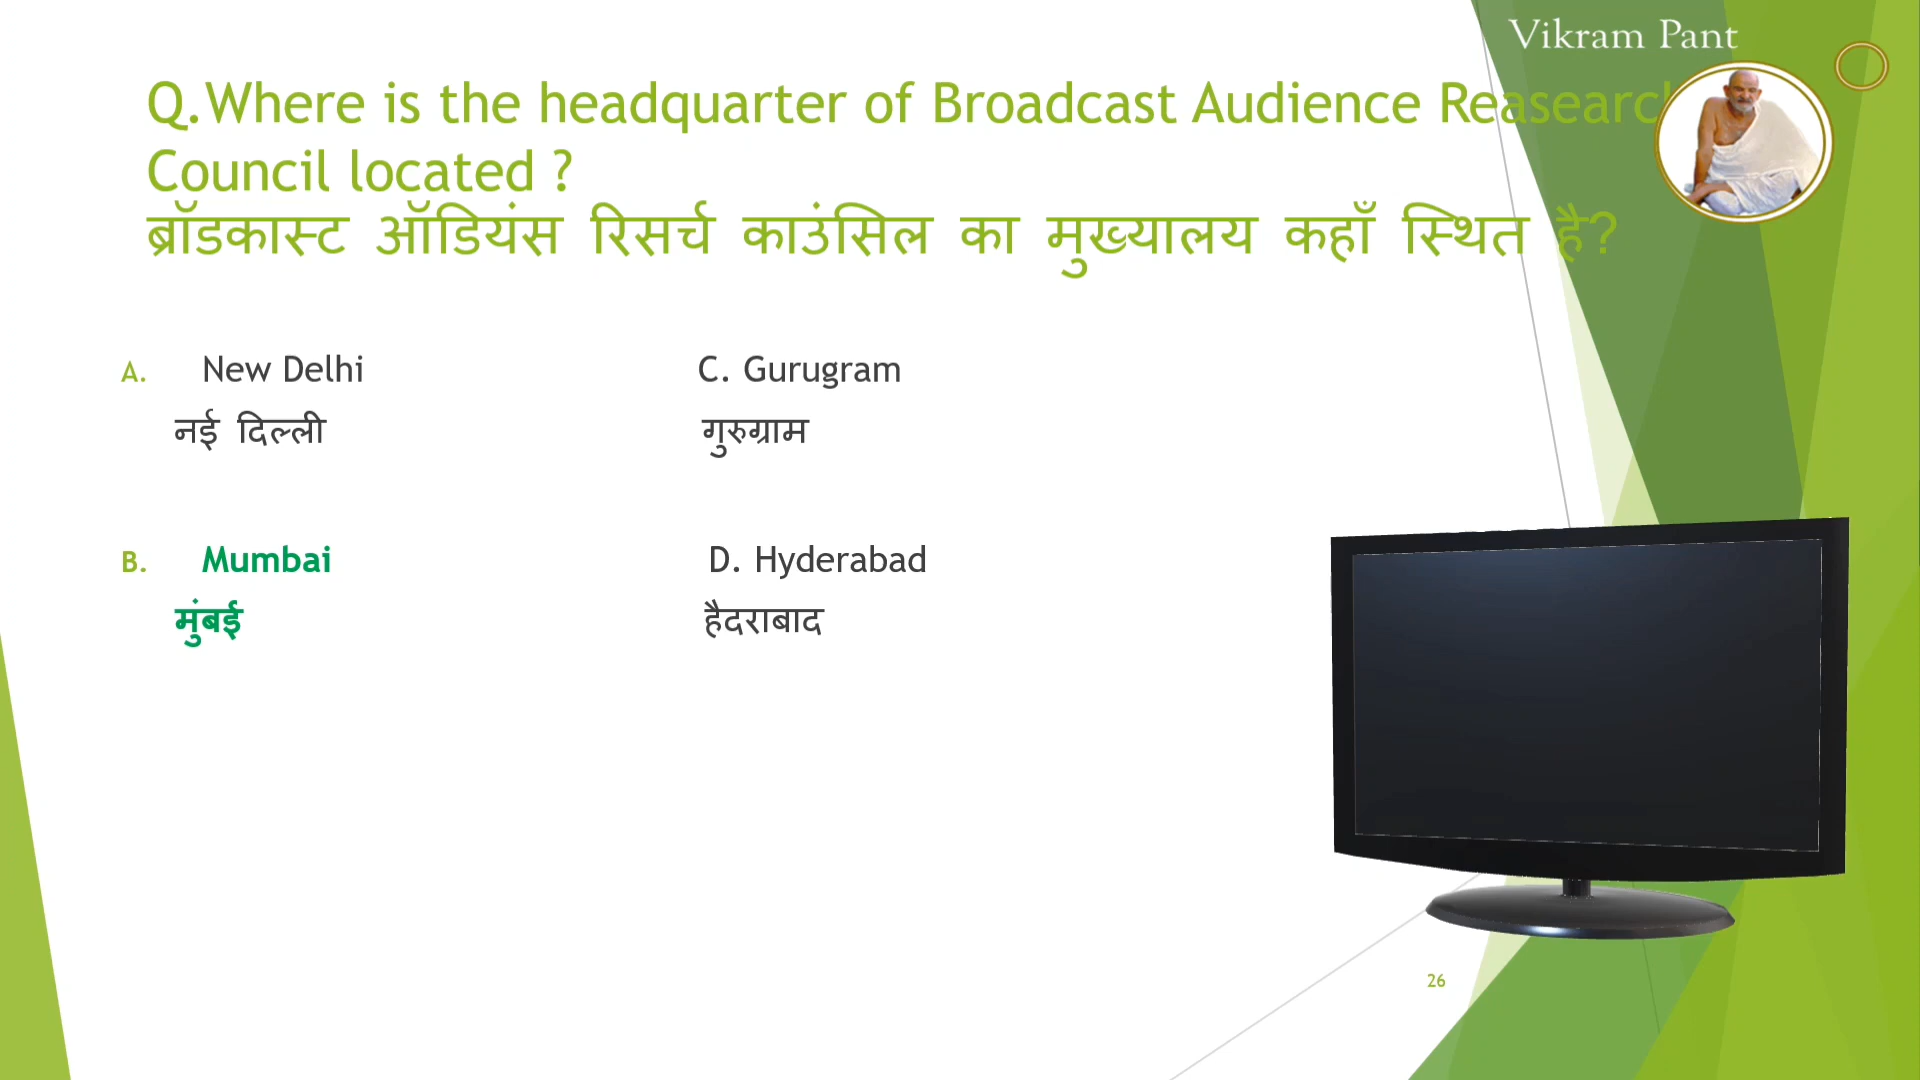 Vikram Pant
Q.Where is the headquarter of Broadcast Audience Reasearch
Council located ?
ब्रॉडकास्ट ऑडियंस रिसर्च काउंसिल का मुख्यालय कहाँ स्थित है?
A. New Delhi C. Gurugram
नई दिल्ली गुरुग्राम
B. Mumbai D. Hyderabad
मुंबई हैदराबाद
26